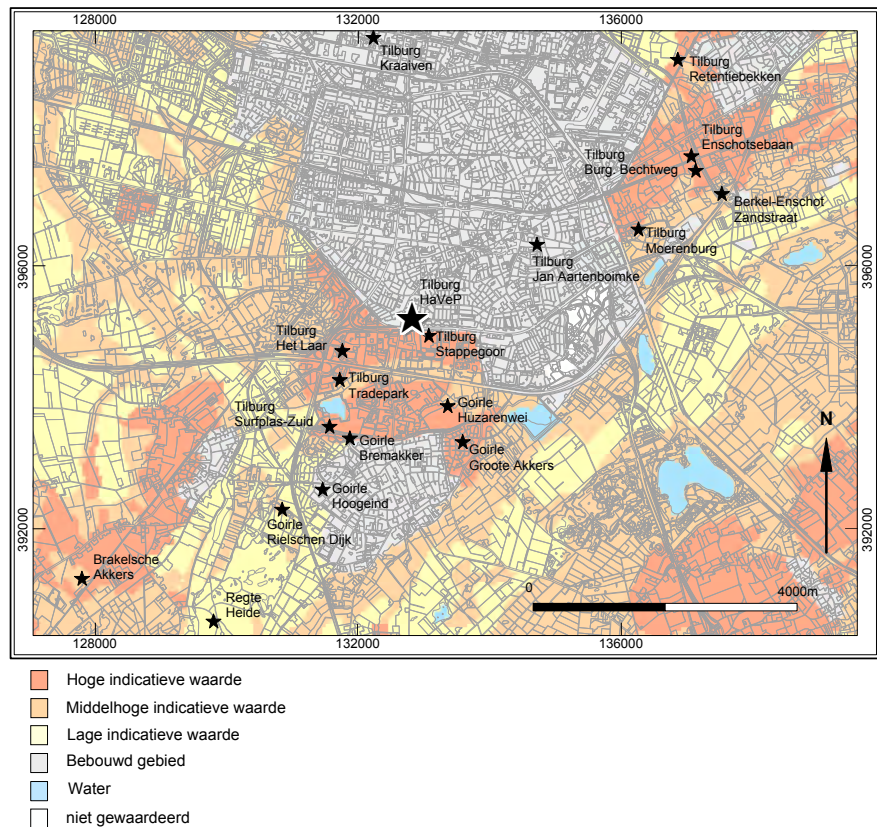 128000
132000
136000
Tilburg
Kraaiven
Tilburg
Retentiebekken
Tilburg
Enschotsebaan
Tilburg
Burg. Bechtweg
Berkel-Enschot
Zandstraat
Tilburg
Moerenburg
Tilburg
Jan Aartenbomke
396000
396000
Tilburg
HaVeP
Tilburg
Stappegoor
Tilburg
Het Laar
Tilburg
Tradepark
Goirle
Huzarenwei
Tilburg
Surfplas-Zuid
Goirle
Bremakker
Goirle
Groote Akkers
N
Goirle
Hoogeind
Goirle
Rielschen Dijk
392000
392000
Brakelsche
Akkers
Regte
Heide
0
4000m
128000
132000
136000
Hoge indicatieve waarde
Middelhoge indicatieve waarde
Lage indicatieve waarde
Bebouwd gebied
Water
niet gewaardeerd